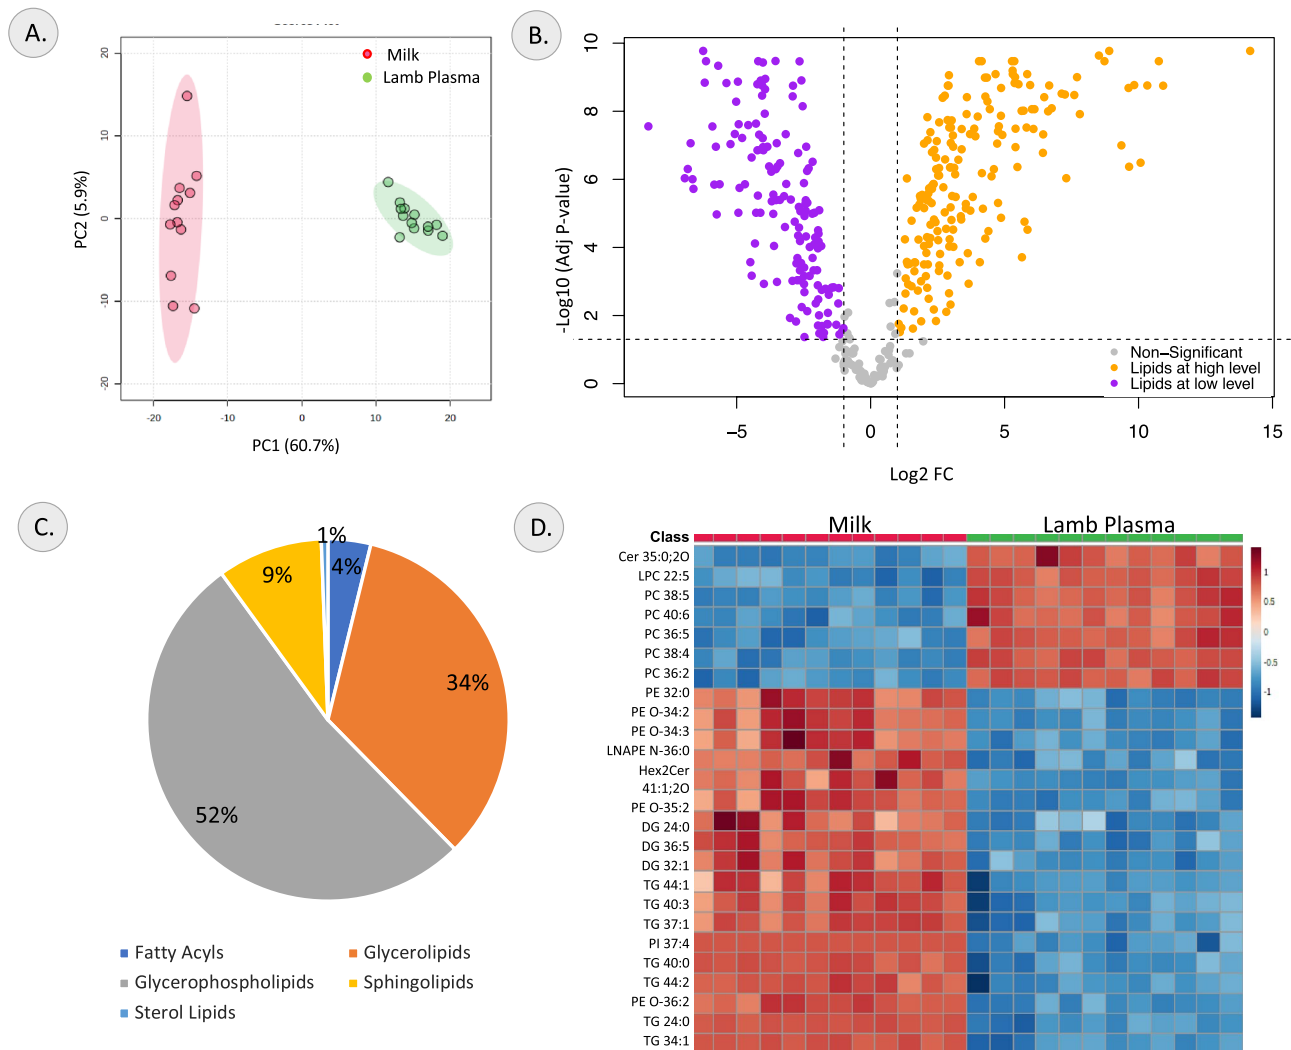 A.
Milk
Lamb Plasma
20
10
0
-10
-20
PC2 (5.9%)
-20
-10
0
10
20
PC1 (60.7%)
B.
10
8
6
4
2
0
-Log10 (Adj P-value)
Non-Significant
Lipids at high level
Lipids at low level
-5
0
5
10
15
Log2 FC
C.
1%
4%
9%
34%
52%
Fatty Acyls
Glycerolipids
Glycerophospholipids
Sphingolipids
Sterol Lipids
D.
Milk
Lamb Plasma
Class
Cer 35:0;2O
LPC 22:5
PC 38:5
PC 40:6
PC 36:5
PC 38:4
PC 36:2
PE 32:0
PE O-34:2
PE O-34:3
LNAPE N-36:0
Hex2Cer
41:1;2O
PE O-35:2
DG 24:0
DG 36:5
DG 32:1
TG 44:1
TG 40:3
TG 37:1
PI 37:4
TG 40:0
TG 44:2
PE O-36:2
TG 24:0
TG 34:1
1
0.5
0
-0.5
-1